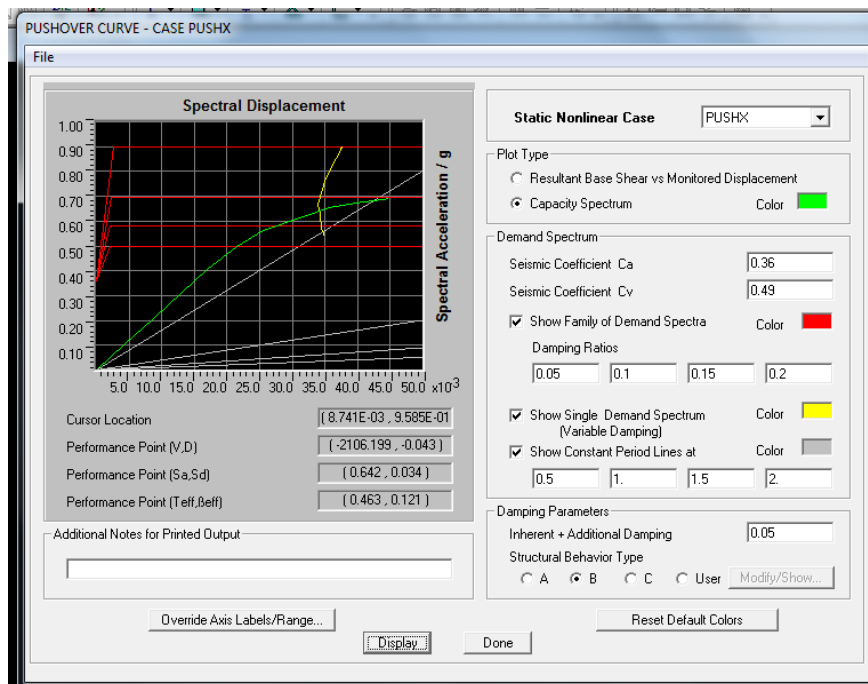 PUSHOVER CURVE - CASE PUSHX
File
Spectral Displacement
1.00
0.90
0.80
0.70
0.60
0.50
0.40
0.30
0.20
0.10
5.0 10.0 15.0 20.0 25.0 30.0 35.0 40.0 45.0 50.0 x10-3
Spectral Acceleration / g
Cursor Location
( 8.741E-03 , 9.585E-01
Performance Point (V,D)
( -2106.199 , -0.043 )
Performance Point (Sa,Sd)
( 0.642 , 0.034 )
Performance Point (Teff,βeff)
( 0.463 , 0.121 )
Additional Notes for Printed Output
Override Axis Labels/Range...
Static Nonlinear Case
PUSHX
Plot Type
Resultant Base Shear vs Monitored Displacement
Capacity Spectrum Color
Demand Spectrum
Seismic Coefficient Ca
0.36
Seismic Coefficient Cv
0.49
Show Family of Demand Spectra Color
Damping Ratios
0.05 0.1 0.15 0.2
Show Single Demand Spectrum Color
(Variable Damping)
Show Constant Period Lines at Color
0.5 1. 1.5 2.
Damping Parameters
Inherent + Additional Damping
0.05
Structural Behavior Type
A B C User Modify/Show...
Reset Default Colors
Display Done